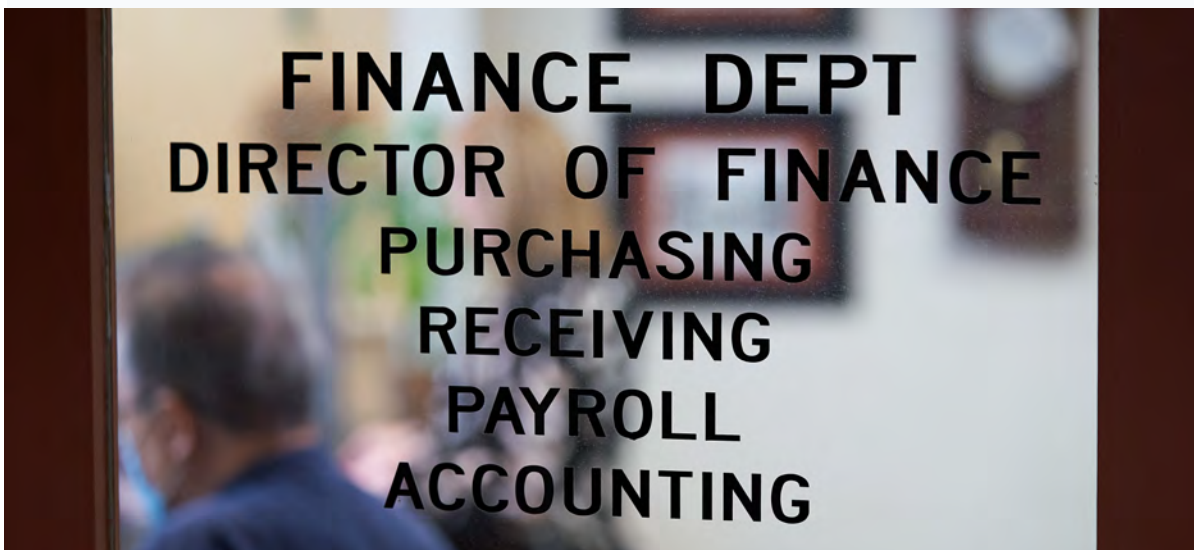 FINANCE DEPT
DIRECTOR OF FINANCE
PURCHASING
RECEIVING
PAYROLL
ACCOUNTING